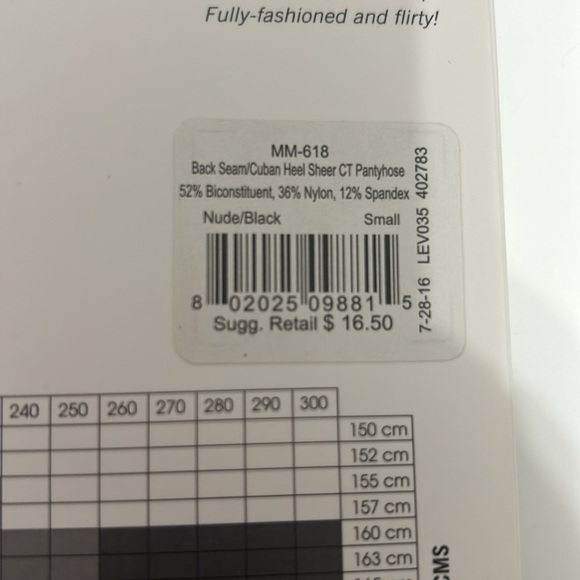 Fully-fashioned and flirty!
MM-618
Back Seam/Cuban Heel Sheer CT Pantyhose
52% Biconstituent, 36% Nylon, 12% Spandex
Nude/Black Small
8 02025 09881 5
Sugg. Retail $ 16.50
7-28-16 LEV035 402783
240 250 260 270 280 290 300
150 cm
152 cm
155 cm
157 cm
160 cm
163 cm
CMS